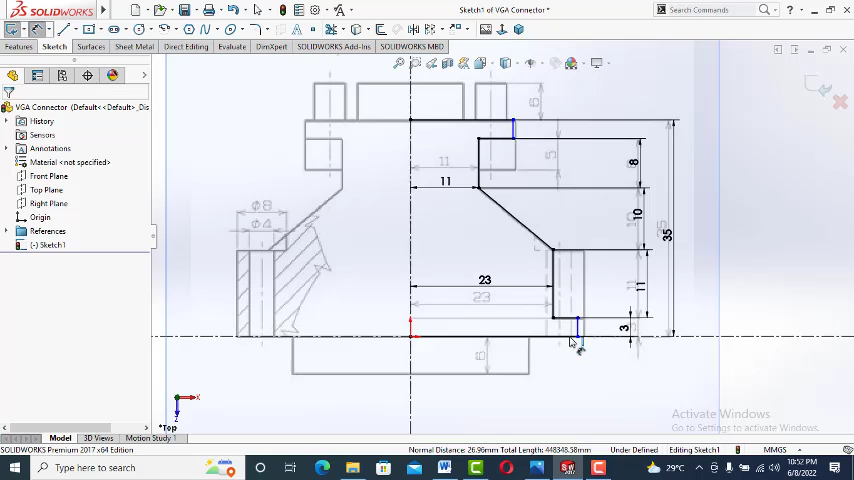 SOLIDWORKS
Sketch1 of VGA Connector *
Search Commands
Features
Sketch
Surfaces
Sheet Metal
Direct Editing
Evaluate
DimXpert
SOLIDWORKS Add-Ins
SOLIDWORKS MBD
VGA Connector (Default<<Default>_Dis
History
Sensors
Annotations
Material <not specified>
Front Plane
Top Plane
Right Plane
Origin
References
(-) Sketch1
6
5
11
11
8
10
35
Φ8
Φ4
23
23
11
3
5
X
Z
*Top
Activate Windows
Go to Settings to activate Windows.
Model
3D Views
Motion Study 1
SOLIDWORKS Premium 2017 x64 Edition
Normal Distance: 26.96mm Total Length: 448348.58mm
Under Defined
Editing Sketch1
MMGS
Type here to search
29°C
10:52 PM
6/8/2022